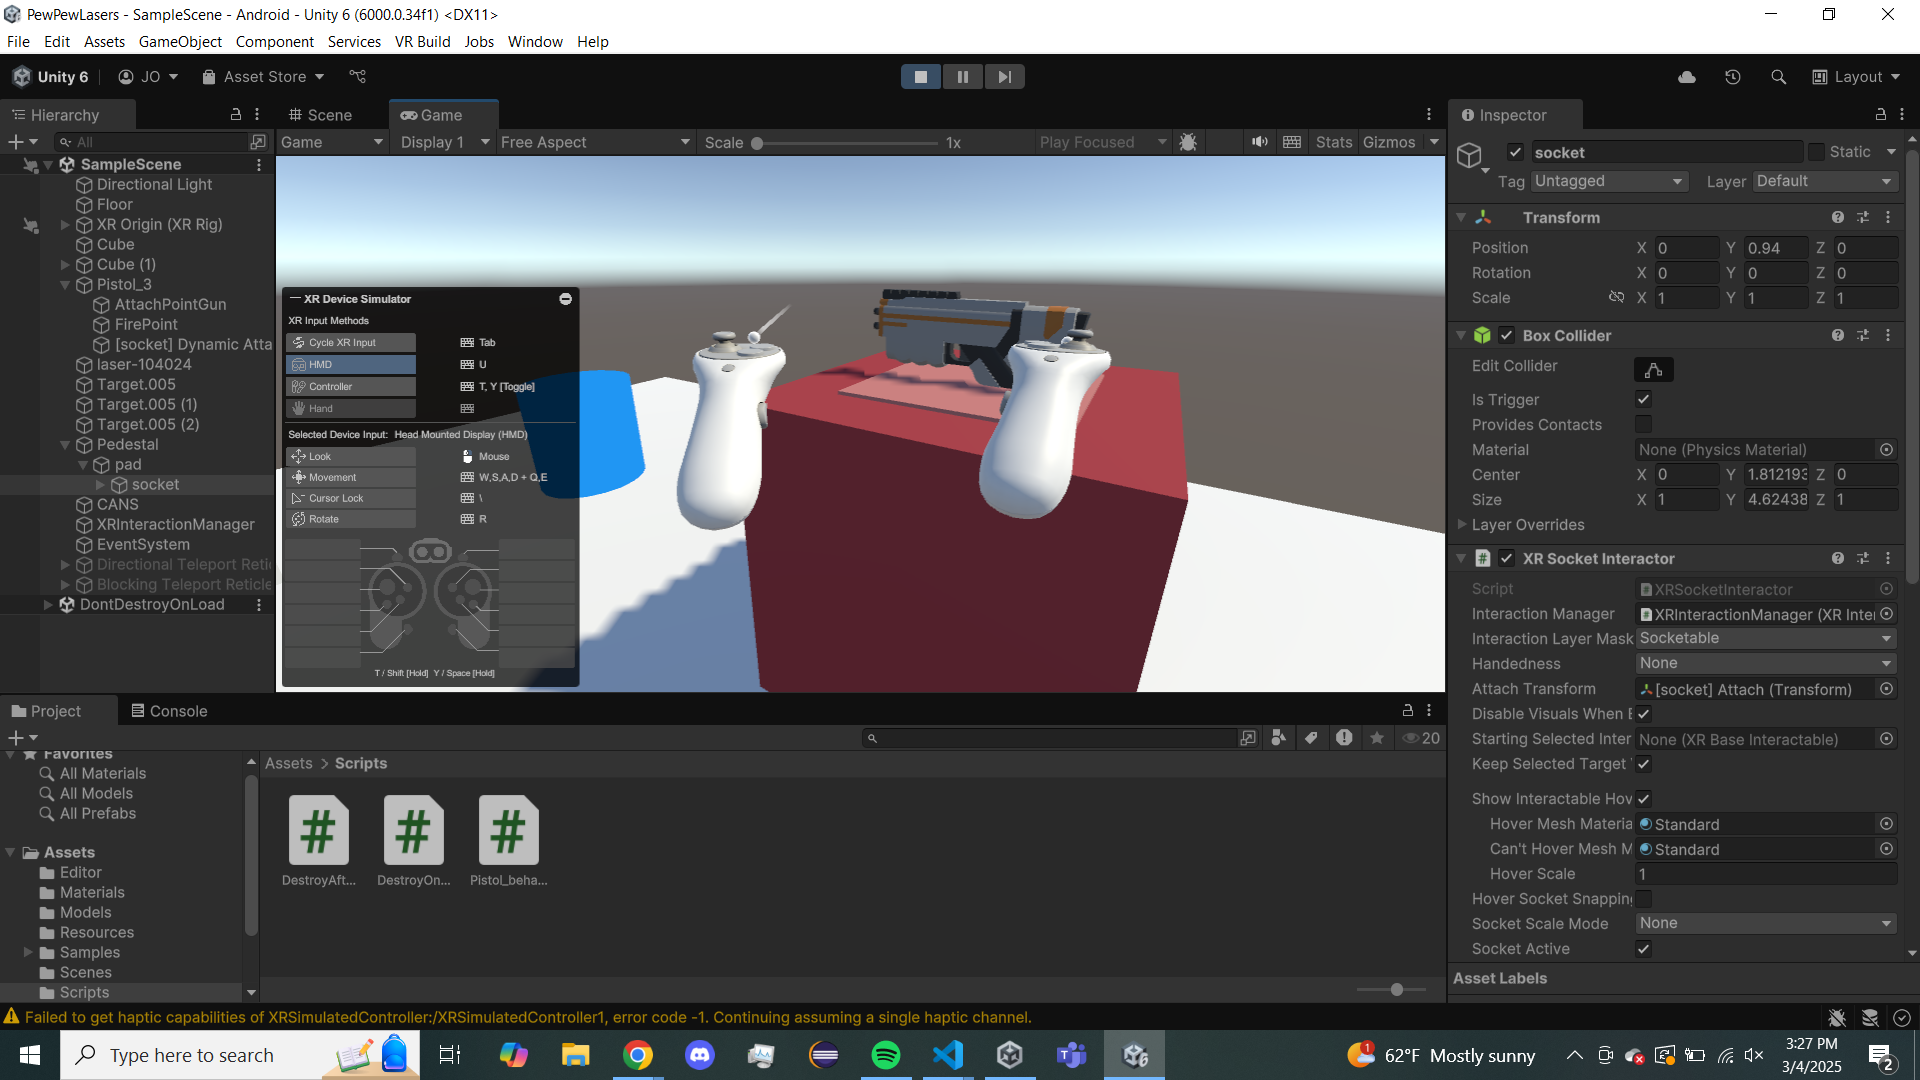 PewPewLasers - SampleScene - Android - Unity 6 (6000.0.34f1) <DX11>
File Edit Assets GameObject Component Services VR Build Jobs Window Help
Unity 6 JO Asset Store Layout
Hierarchy
All
SampleScene
Directional Light
Floor
XR Origin (XR Rig)
Cube
Cube (1)
Pistol_3
AttachPointGun
FirePoint
[socket] Dynamic Atta
laser-104024
Target.005
Target.005 (1)
Target.005 (2)
Pedestal
pad
socket
CANS
XRInteractionManager
EventSystem
Directional Teleport Reticle
Blocking Teleport Reticle
DontDestroyOnLoad
Scene Game
Game Display 1 Free Aspect Scale 1x Play Focused Stats Gizmos
XR Device Simulator
XR Input Methods
Cycle XR Input Tab
HMD U
Controller T, Y [Toggle]
Hand
Selected Device Input: Head Mounted Display (HMD)
Look Mouse
Movement W,S,A,D + Q,E
Cursor Lock \
Rotate R
T / Shift [Hold] Y / Space [Hold]
Inspector
socket Static
Tag Untagged Layer Default
Transform
Position X 0 Y 0.94 Z 0
Rotation X 0 Y 0 Z 0
Scale X 1 Y 1 Z 1
Box Collider
Edit Collider
Is Trigger
Provides Contacts
Material None (Physics Material)
Center X 0 Y 1.812193 Z 0
Size X 1 Y 4.62438 Z 1
Layer Overrides
XR Socket Interactor
Script XRSocketInteractor
Interaction Manager XRInteractionManager (XR Inter
Interaction Layer Mask Socketable
Handedness None
Attach Transform [socket] Attach (Transform)
Disable Visuals When E
Starting Selected Inter None (XR Base Interactable)
Keep Selected Target
Show Interactable Hov
Hover Mesh Materia Standard
Can't Hover Mesh M Standard
Hover Scale 1
Hover Socket Snapping
Socket Scale Mode None
Socket Active
Asset Labels
Project Console
20
Favorites
All Materials
All Models
All Prefabs
Assets
Editor
Materials
Models
Resources
Samples
Scenes
Scripts
Assets > Scripts
DestroyAft... DestroyOn... Pistol_beha...
Failed to get haptic capabilities of XRSimulatedController:/XRSimulatedController1, error code -1. Continuing assuming a single haptic channel.
Type here to search
1 62°F Mostly sunny
3:27 PM
3/4/2025
2